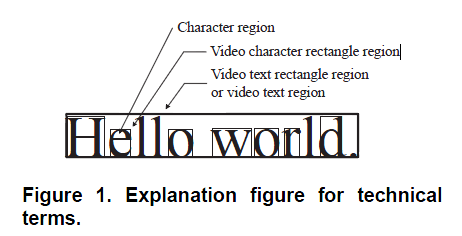 Character region
Video character rectangle region
Video text rectangle region
or video text region
Hello world.
Figure 1. Explanation figure for technical
terms.